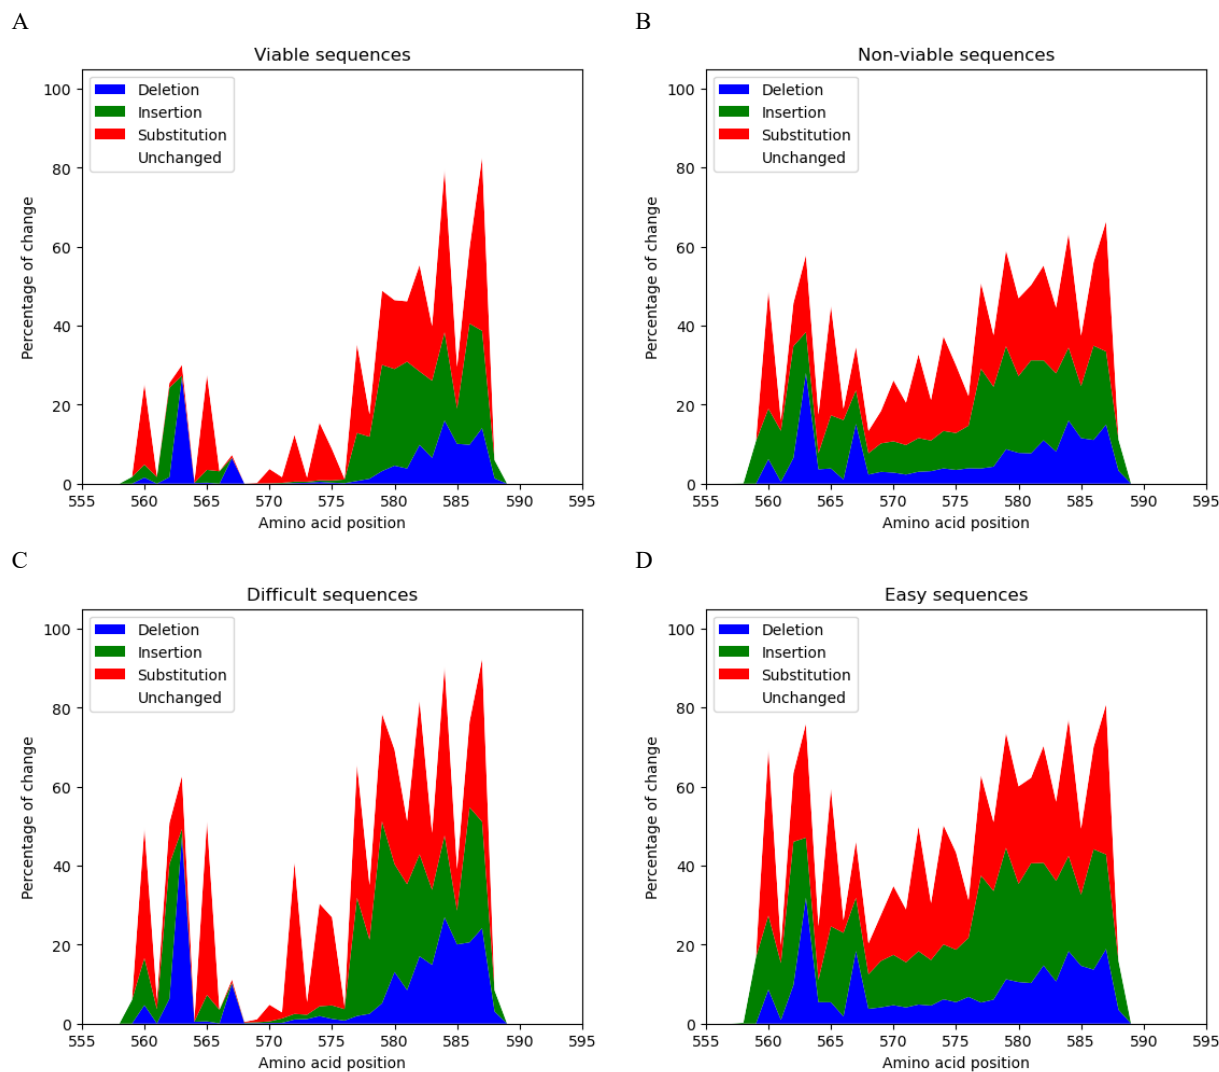 A
Viable sequences
Deletion
Insertion
Substitution
Unchanged
100
80
60
40
20
0
Percentage of change
555 560 565 570 575 580 585 590 595
Amino acid position
B
Non-viable sequences
Deletion
Insertion
Substitution
Unchanged
100
80
60
40
20
0
Percentage of change
555 560 565 570 575 580 585 590 595
Amino acid position
C
Difficult sequences
Deletion
Insertion
Substitution
Unchanged
100
80
60
40
20
0
Percentage of change
555 560 565 570 575 580 585 590 595
Amino acid position
D
Easy sequences
Deletion
Insertion
Substitution
Unchanged
100
80
60
40
20
0
Percentage of change
555 560 565 570 575 580 585 590 595
Amino acid position